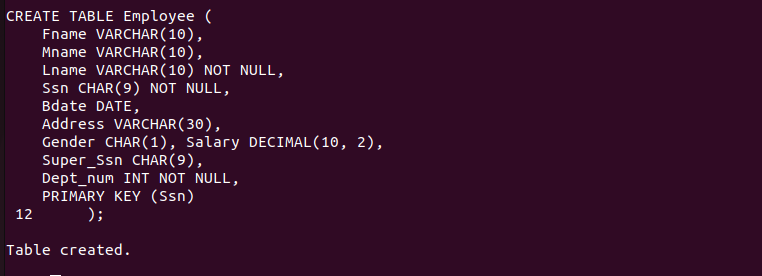 CREATE TABLE Employee (
    Fname VARCHAR(10),
    Mname VARCHAR(10),
    Lname VARCHAR(10) NOT NULL,
    Ssn CHAR(9) NOT NULL,
    Bdate DATE,
    Address VARCHAR(30),
    Gender CHAR(1), Salary DECIMAL(10, 2),
    Super_Ssn CHAR(9),
    Dept_num INT NOT NULL,
    PRIMARY KEY (Ssn)
 12      );
Table created.